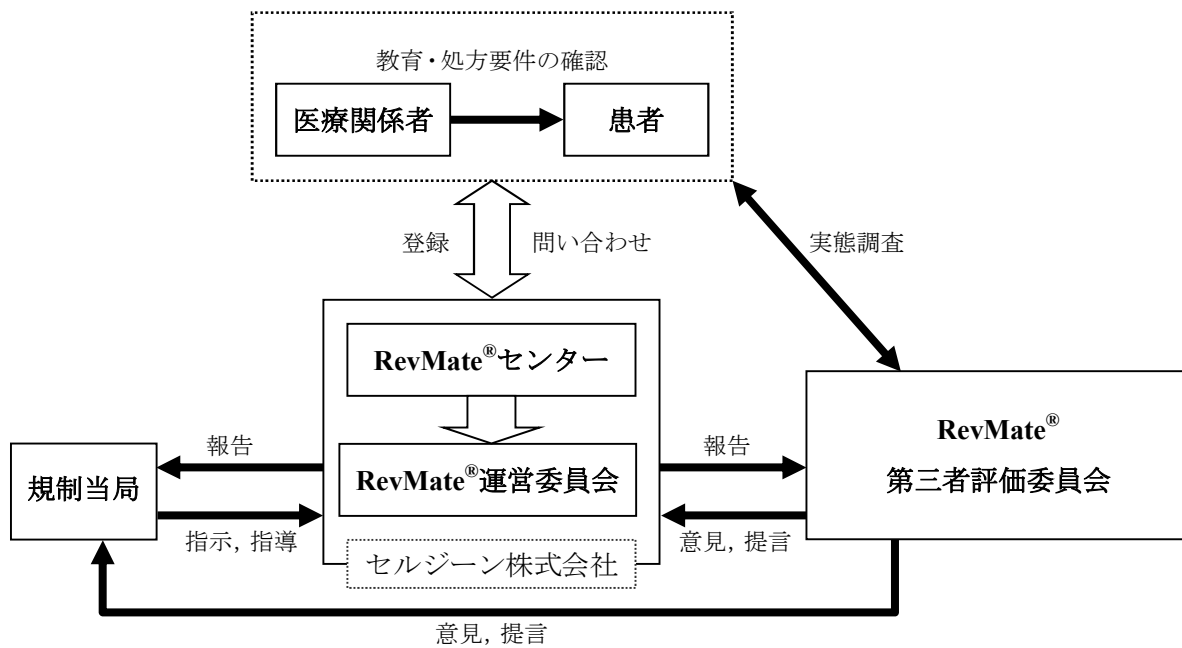 教育・処方要件の確認
医療関係者
患者
登録
問い合わせ
実態調査
RevMate®センター
RevMate®
第三者評価委員会
報告
報告
規制当局
RevMate®運営委員会
指示, 指導
意見, 提言
セルジーン株式会社
意見, 提言